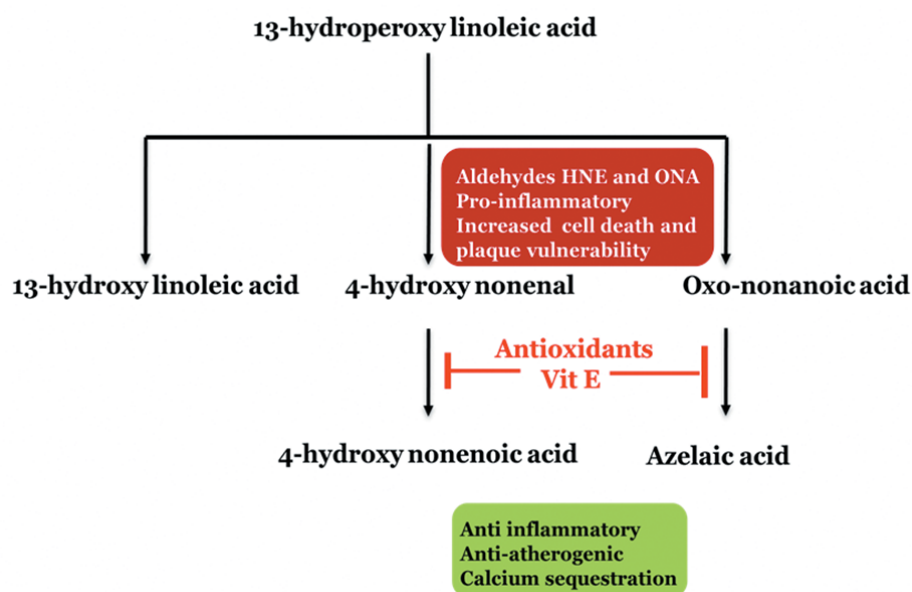 13-hydroperoxy linoleic acid
Aldehydes HNE and ONA
Pro-inflammatory
Increased cell death and
plaque vulnerability
13-hydroxy linoleic acid
4-hydroxy nonenal
Oxo-nonanoic acid
Antioxidants
Vit E
4-hydroxy nonenoic acid
Azelaic acid
Anti inflammatory
Anti-atherogenic
Calcium sequestration